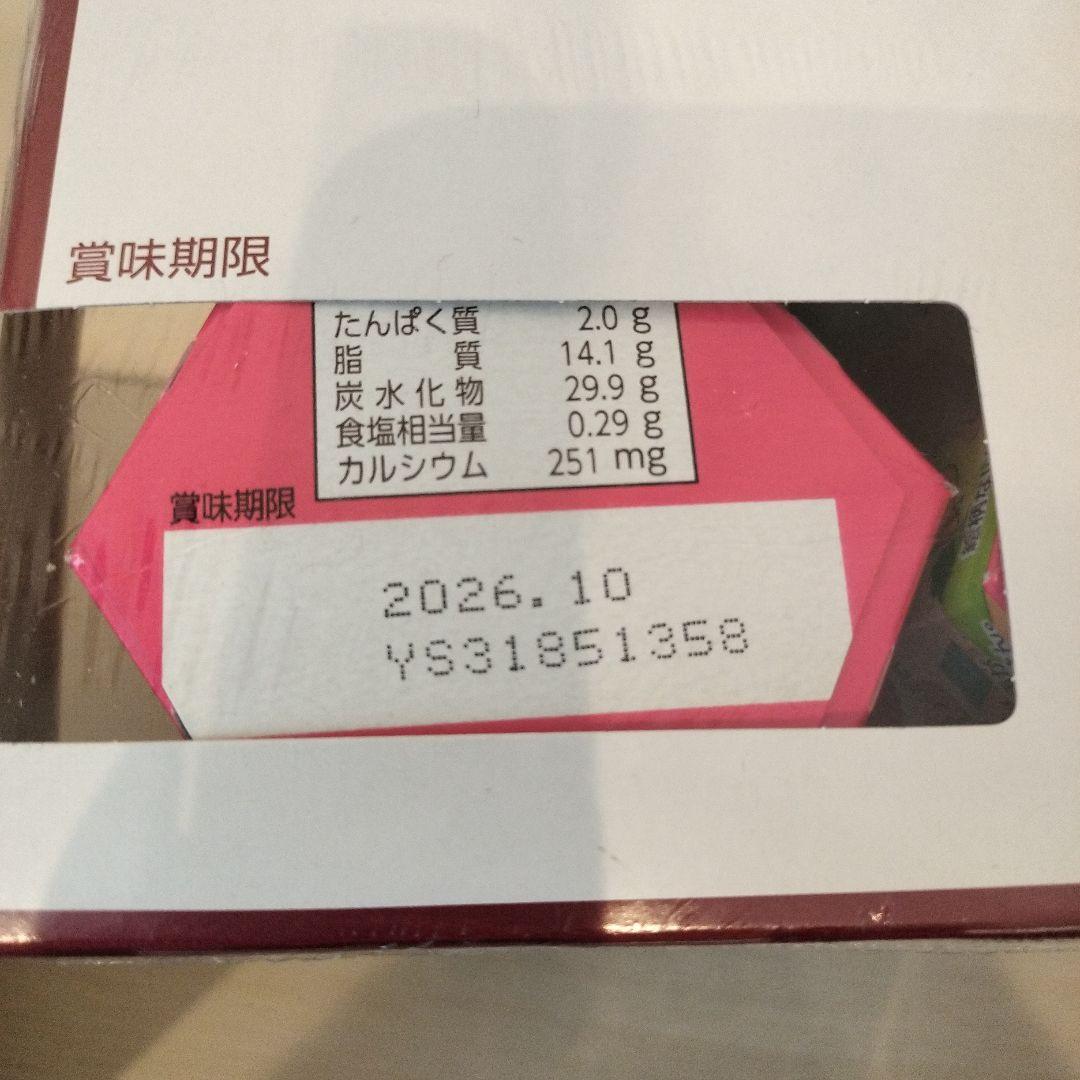 賞味期限
たんぱく質 2.0 g
脂質 14.1 g
炭水化物 29.9 g
食塩相当量 0.29 g
カルシウム 251 mg
賞味期限
2026.10
YS31851358